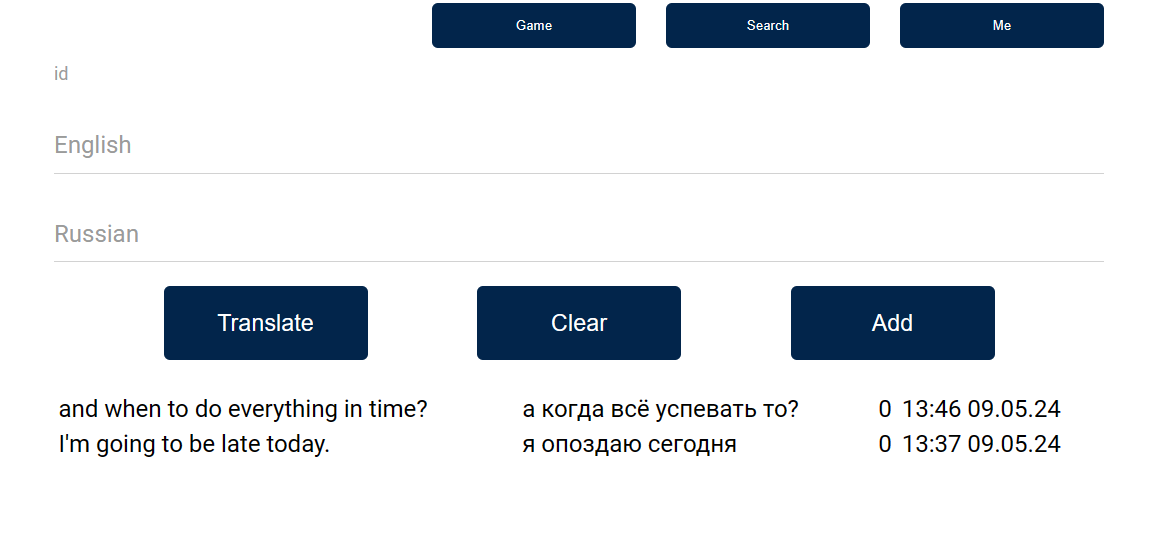 Game Search Me
id
English
Russian
Translate Clear Add
and when to do everything in time? а когда всё успевать то? 0 13:46 09.05.24
I'm going to be late today. я опоздаю сегодня 0 13:37 09.05.24